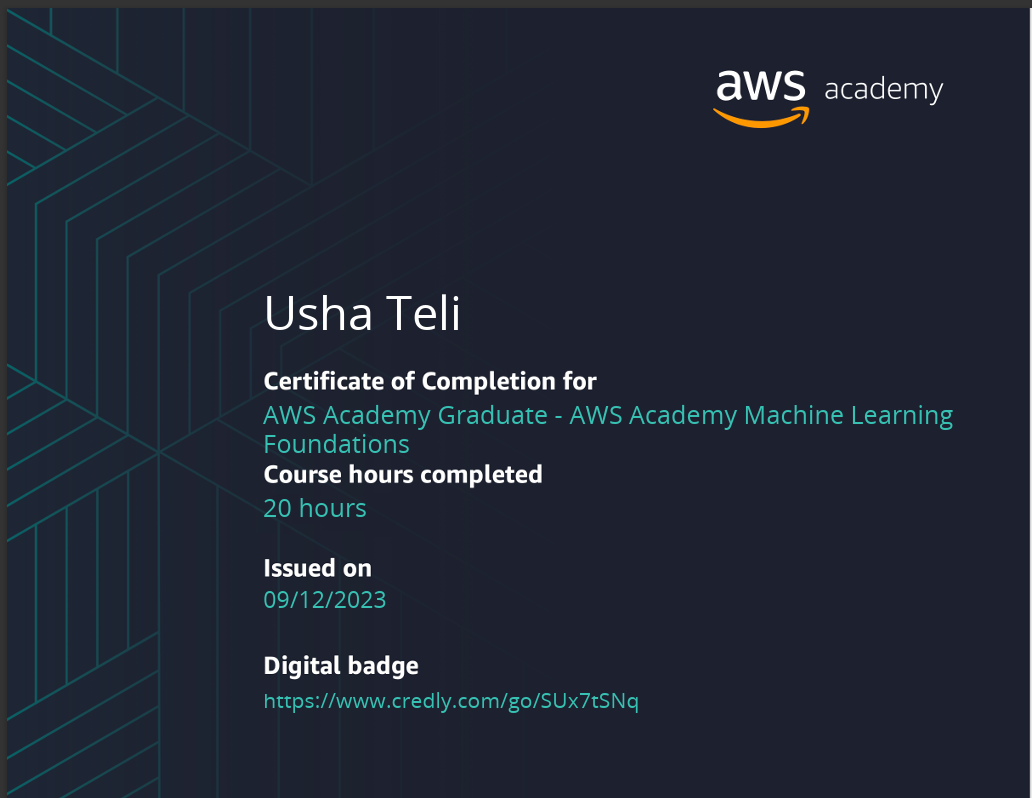 aws academy
Usha Teli
Certificate of Completion for
AWS Academy Graduate - AWS Academy Machine Learning
Foundations
Course hours completed
20 hours
Issued on
09/12/2023
Digital badge
https://www.credly.com/go/SUx7tSNq